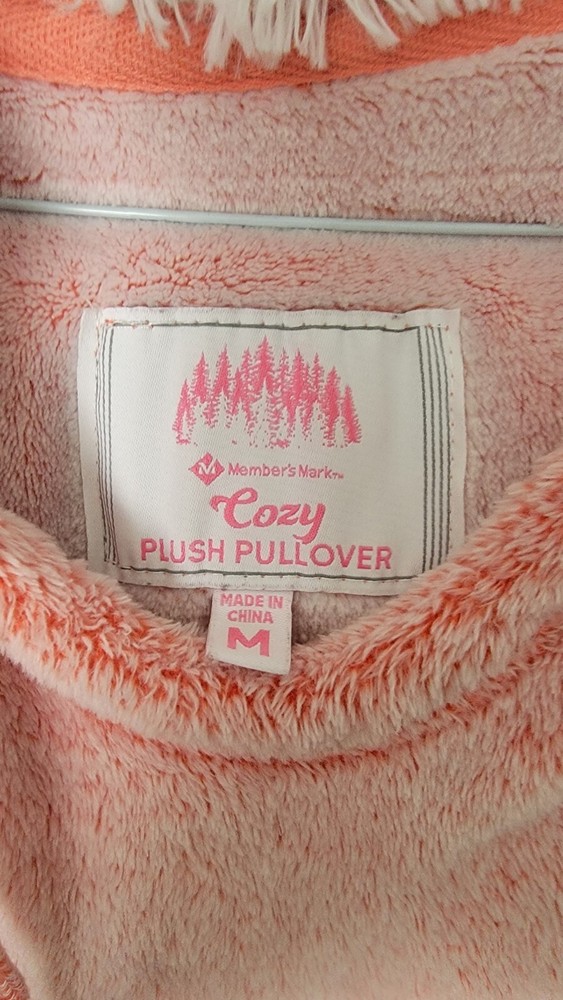 M Member's Mark™
Cozy
PLUSH PULLOVER
MADE IN
CHINA
M